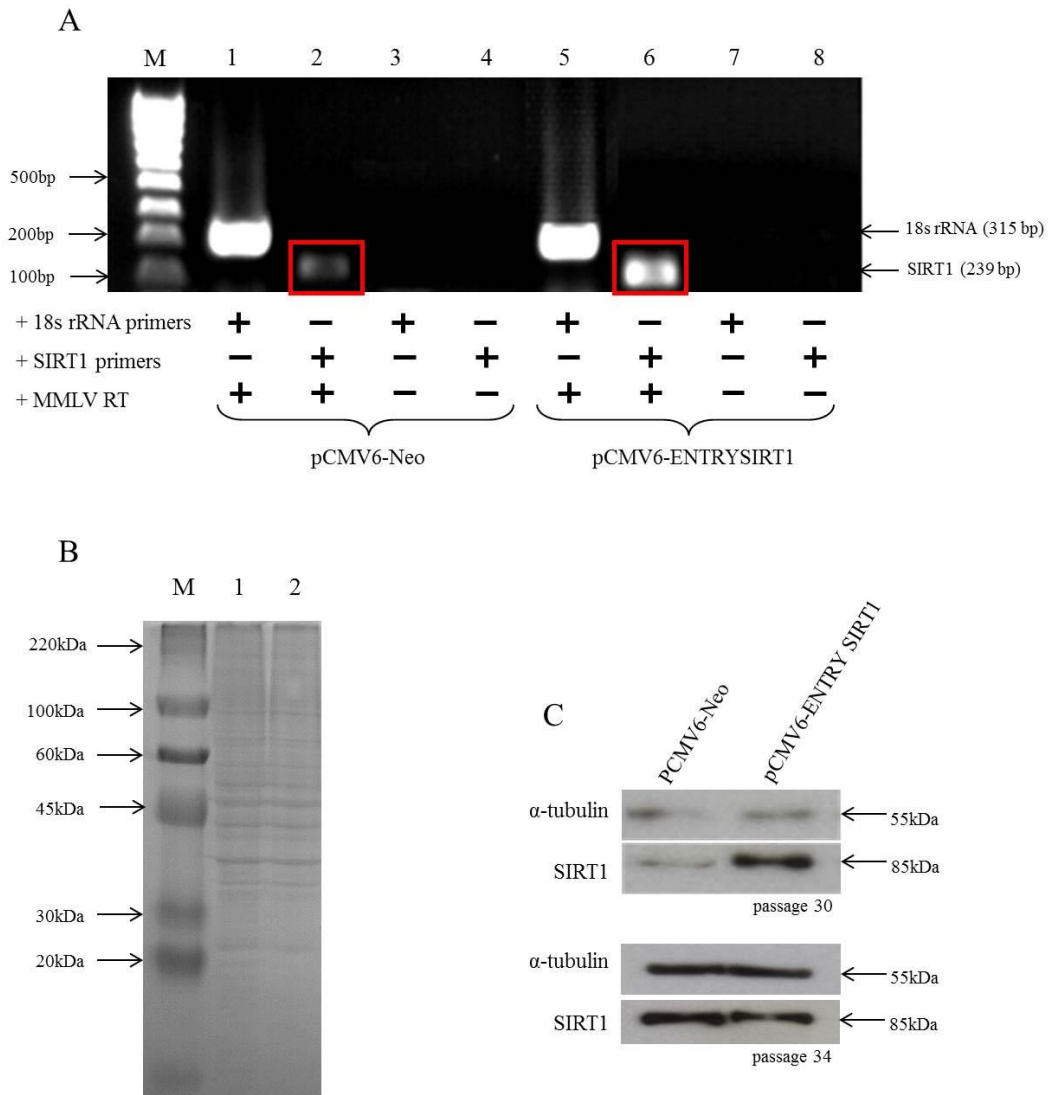 A
M 1 2 3 4 5 6 7 8
500bp
200bp
18s rRNA (315 bp)
100bp
SIRT1 (239 bp)
+ 18s rRNA primers + − + − + − + −
+ SIRT1 primers − + − + − + − +
+ MMLV RT + + − − + + − −
pCMV6-Neo pCMV6-ENTRYSIRT1
B
M 1 2
220kDa
100kDa
60kDa
45kDa
30kDa
20kDa
C
PCMV6-Neo
pCMV6-ENTRY SIRT1
α-tubulin 55kDa
SIRT1 85kDa
passage 30
α-tubulin 55kDa
SIRT1 85kDa
passage 34